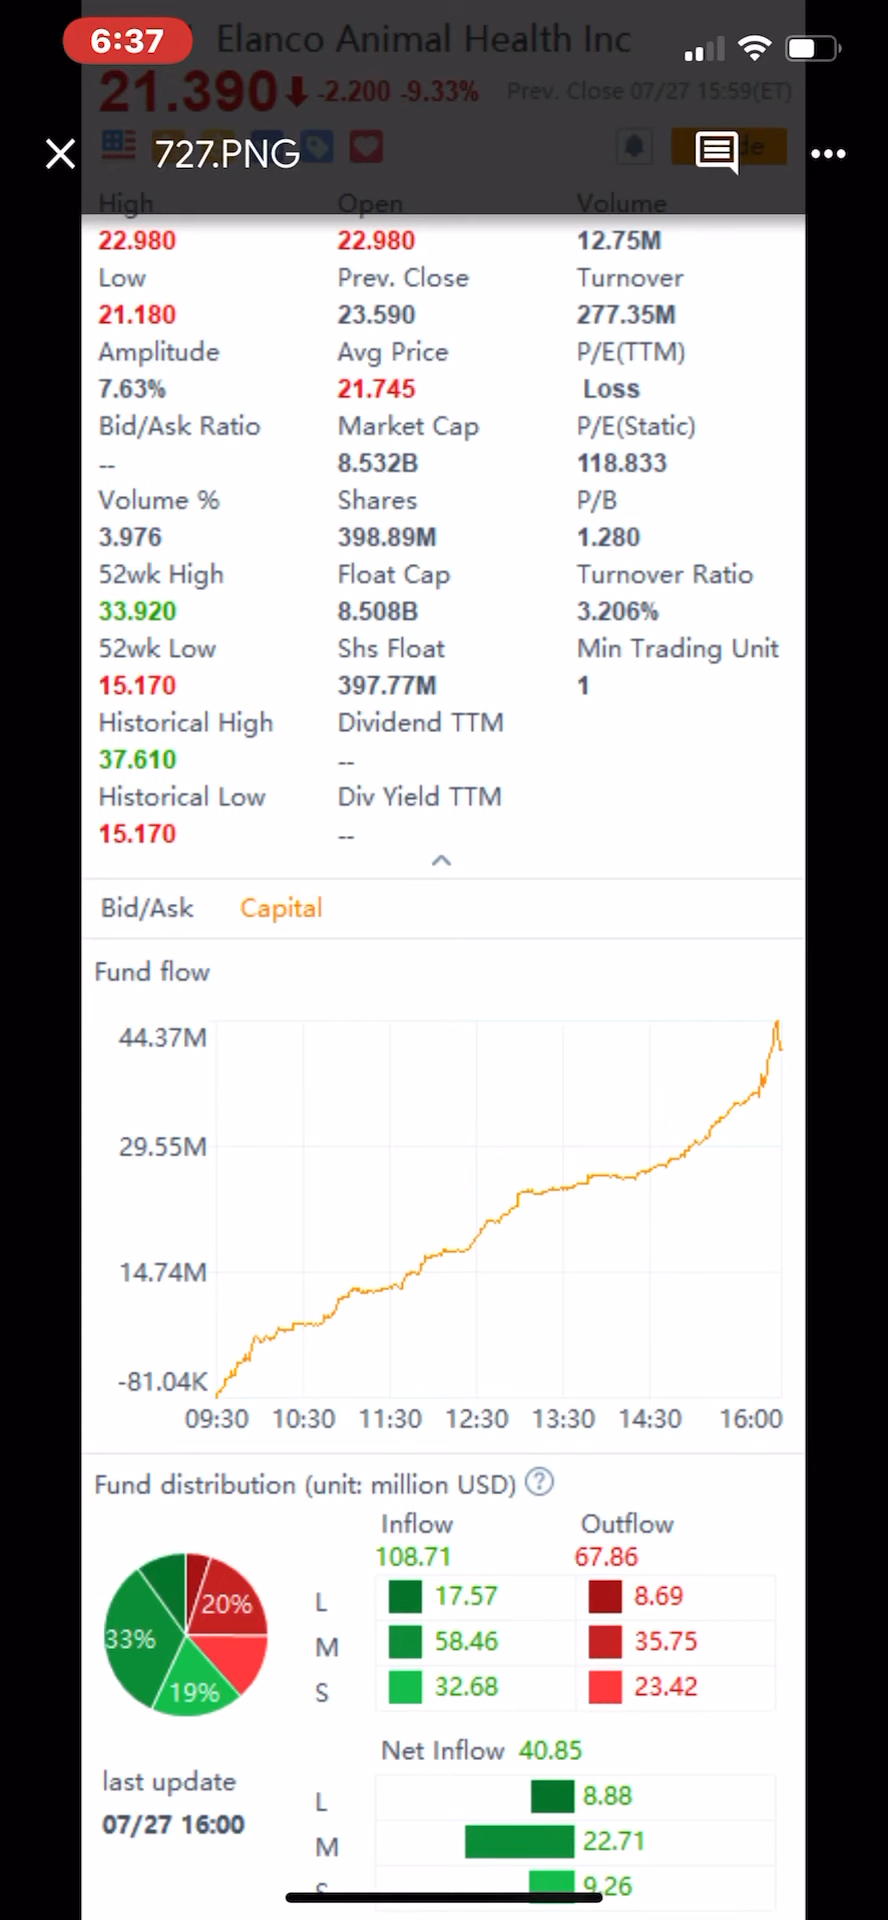 6:37
Elanco Animal Health Inc
21.390 -2.200 -9.33% Prev. Close 07/27 15:59(ET)
727.PNG
High Open Volume
22.980 22.980 12.75M
Low Prev. Close Turnover
21.180 23.590 277.35M
Amplitude Avg Price P/E(TTM)
7.63% 21.745 Loss
Bid/Ask Ratio Market Cap P/E(Static)
-- 8.532B 118.833
Volume % Shares P/B
3.976 398.89M 1.280
52wk High Float Cap Turnover Ratio
33.920 8.508B 3.206%
52wk Low Shs Float Min Trading Unit
15.170 397.77M 1
Historical High Dividend TTM
37.610 --
Historical Low Div Yield TTM
15.170 --
Bid/Ask Capital
Fund flow
44.37M
29.55M
14.74M
-81.04K
09:30 10:30 11:30 12:30 13:30 14:30 16:00
Fund distribution (unit: million USD) ?
Inflow Outflow
108.71 67.86
L 17.57 8.69
M 58.46 35.75
S 32.68 23.42
20%
33%
19%
Net Inflow 40.85
last update
07/27 16:00
L 8.88
M 22.71
S 9.26